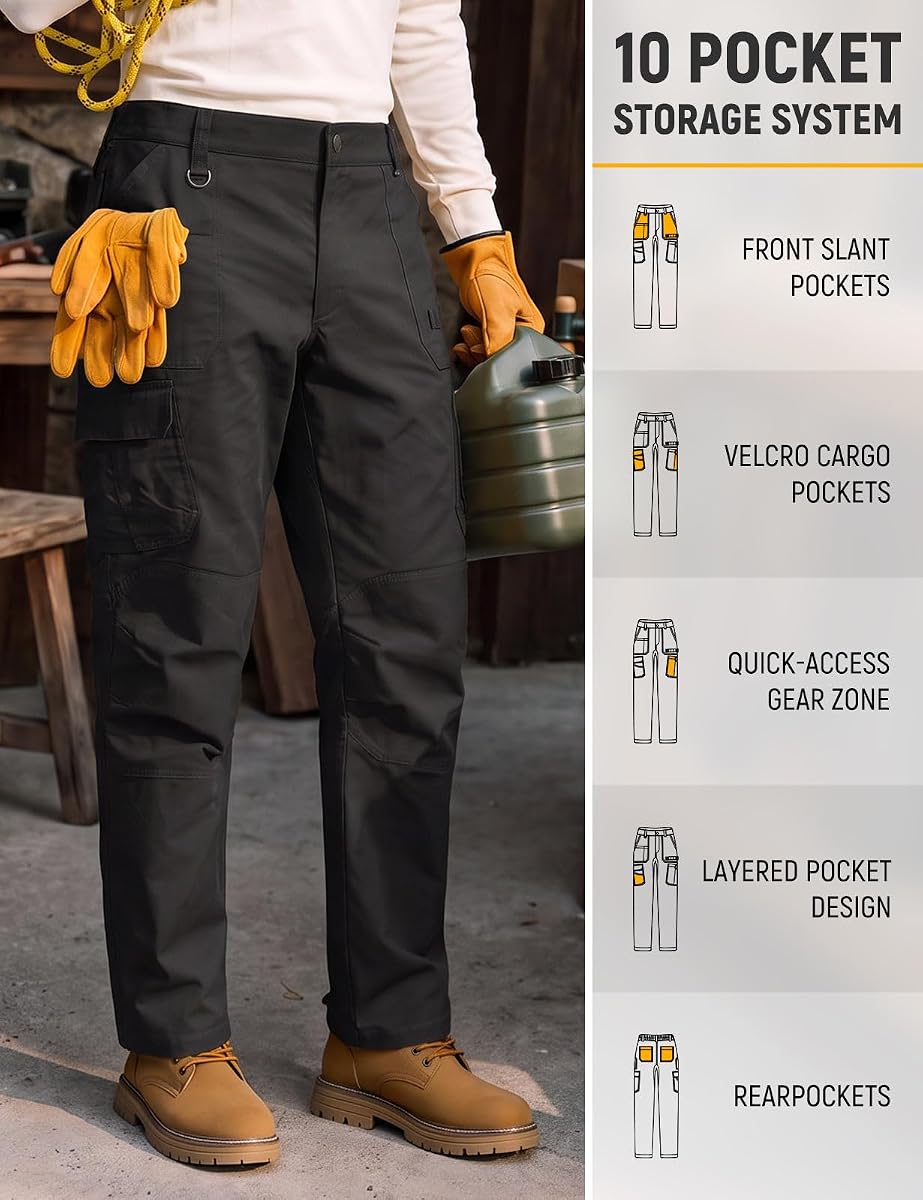 10 POCKET
STORAGE SYSTEM
FRONT SLANT
POCKETS
VELCRO CARGO
POCKETS
QUICK-ACCESS
GEAR ZONE
LAYERED POCKET
DESIGN
REARPOCKETS